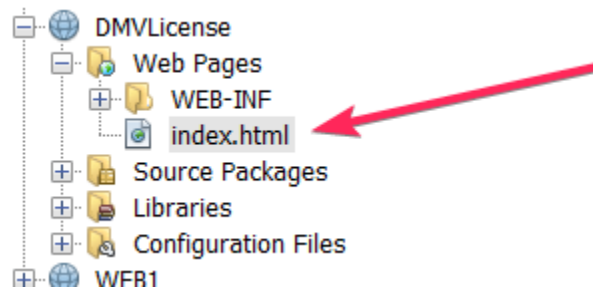 DMVLicense
Web Pages
WEB-INF
index.html
Source Packages
Libraries
Configuration Files
WEB1